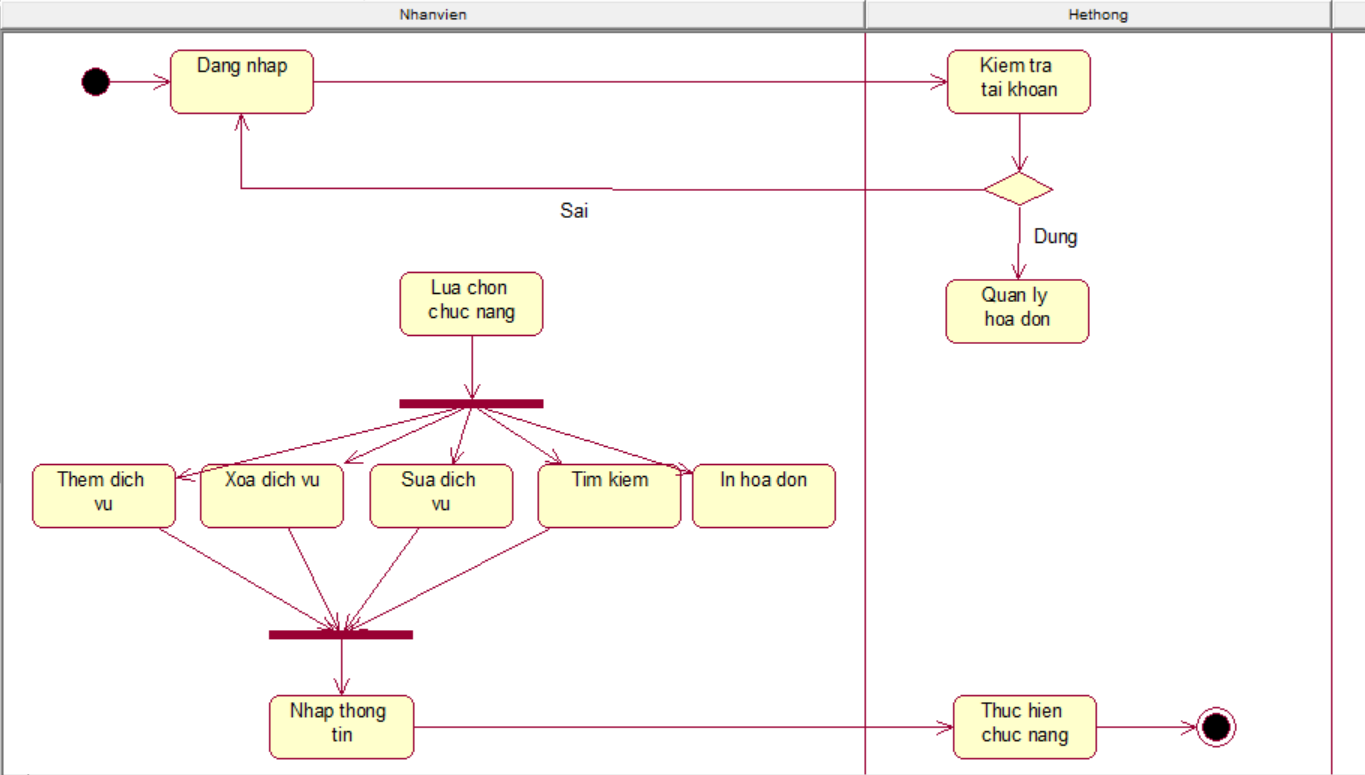 Nhanvien
Hethong
Dang nhap
Kiem tra
tai khoan
Sai
Dung
Lua chon
chuc nang
Quan ly
hoa don
Them dich
vu
Xoa dich vu
Sua dich
vu
Tim kiem
In hoa don
Nhap thong
tin
Thuc hien
chuc nang